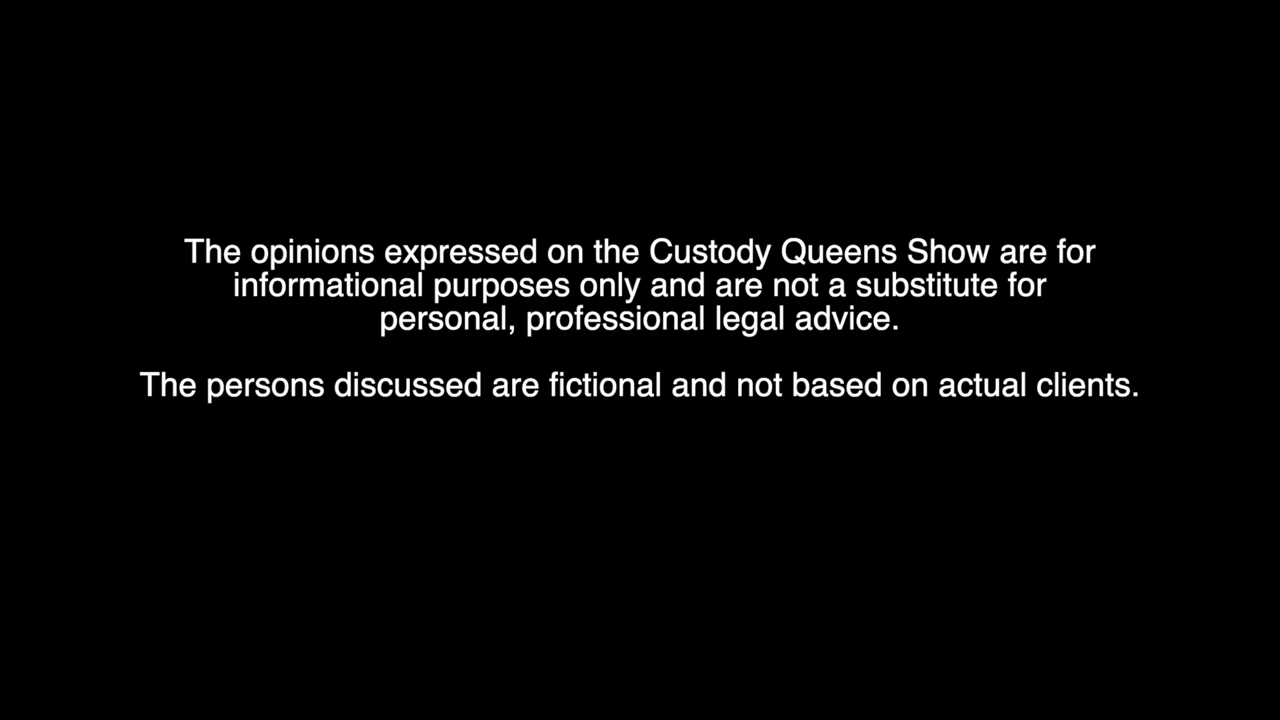 The opinions expressed on the Custody Queens Show are for
informational purposes only and are not a substitute for
personal, professional legal advice.
The persons discussed are fictional and not based on actual clients.